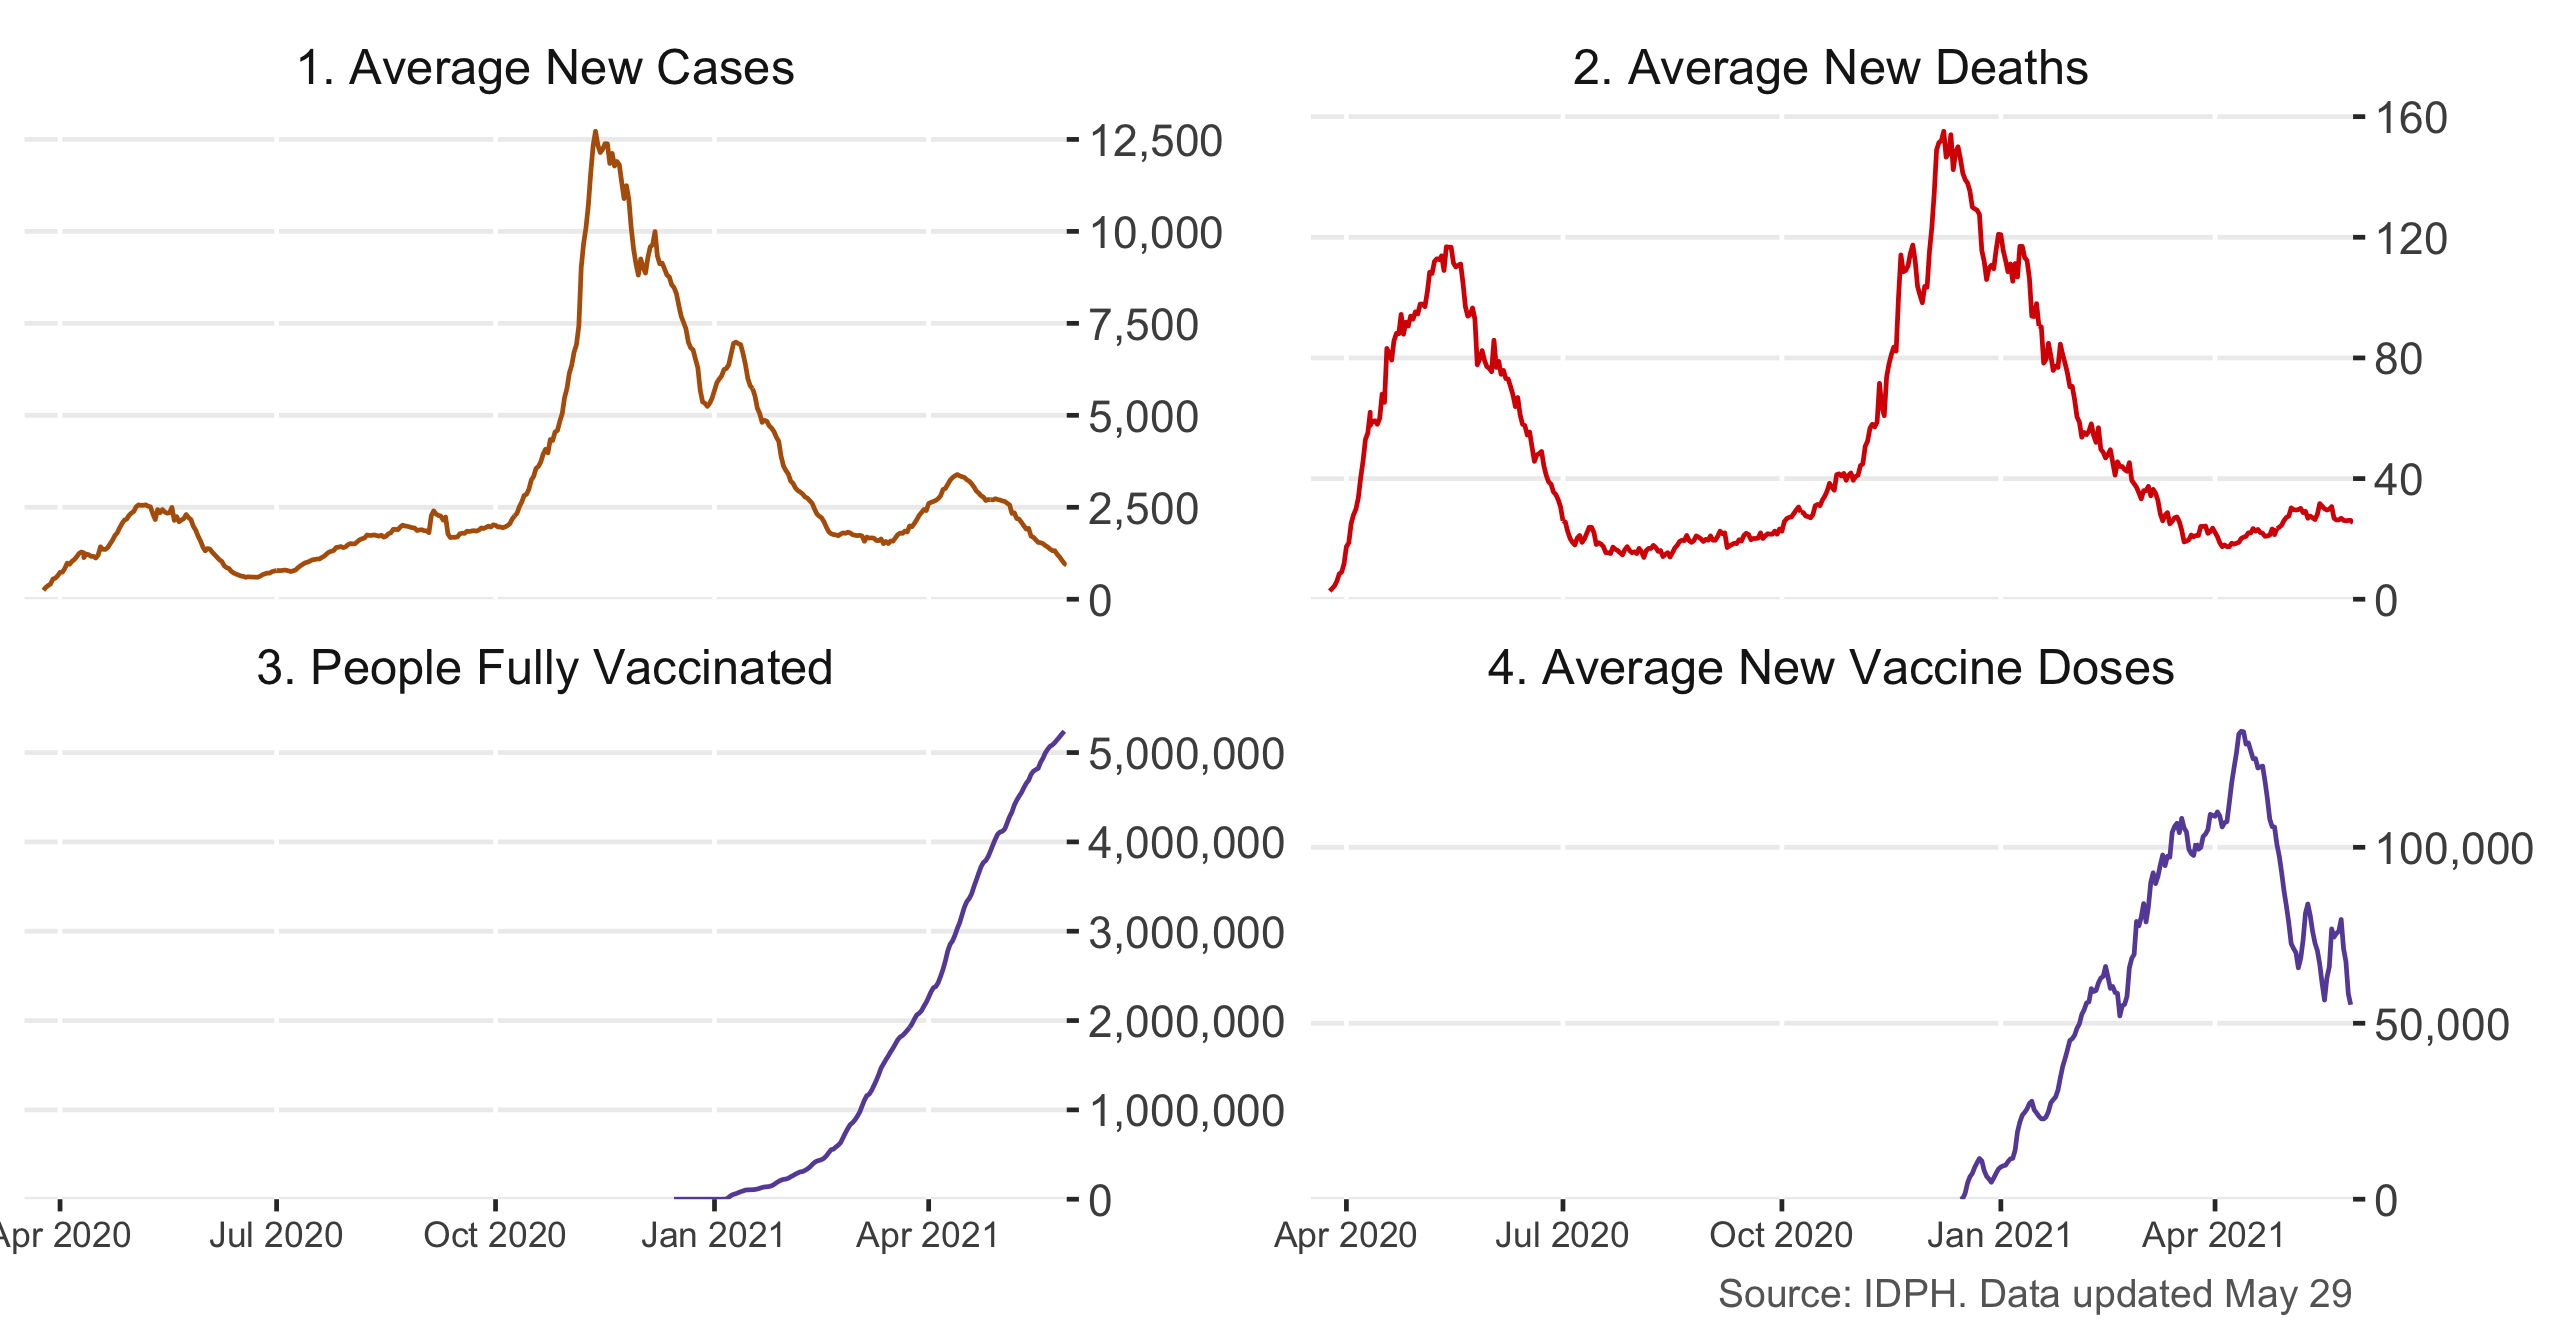 1. Average New Cases
12,500
10,000
7,500
5,000
2,500
0
2. Average New Deaths
160
120
80
40
0
3. People Fully Vaccinated
5,000,000
4,000,000
3,000,000
2,000,000
1,000,000
0
Apr 2020 Jul 2020 Oct 2020 Jan 2021 Apr 2021
4. Average New Vaccine Doses
100,000
50,000
0
Apr 2020 Jul 2020 Oct 2020 Jan 2021 Apr 2021
Source: IDPH. Data updated May 29